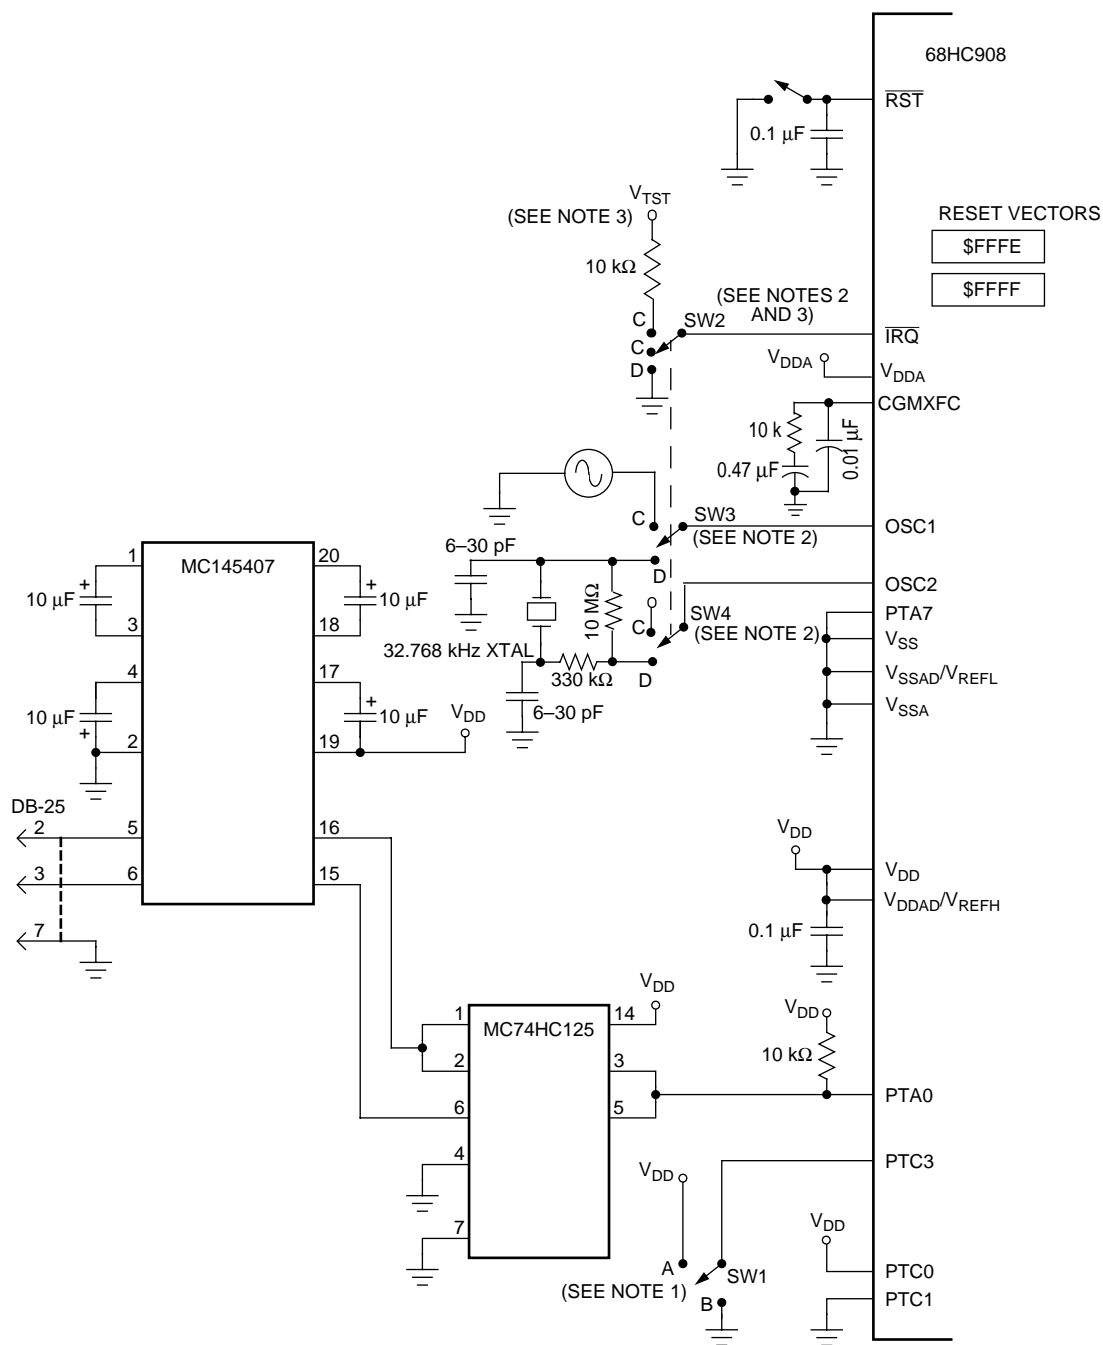 68HC908
RST
0.1 μF
VTST
(SEE NOTE 3)
RESET VECTORS
$FFFE
10 kΩ
$FFFF
(SEE NOTES 2
AND 3)
C
SW2
IRQ
C
D
VDDA
VDDA
CGMXFC
10 k
0.01 μF
0.47 μF
C
SW3
OSC1
(SEE NOTE 2)
6–30 pF
D
1
MC145407
20
OSC2
10 μF
+
+
10 μF
10 MΩ
PTA7
C
SW4
(SEE NOTE 2)
3
18
VSS
32.768 kHz XTAL
4
17
330 kΩ
D
VSSAD/VREFL
10 μF
+
+
10 μF
VDD
6–30 pF
VSSA
2
19
DB-25
2
5
16
VDD
3
6
15
VDD
VDDAD/VREFH
7
0.1 μF
VDD
1
MC74HC125
14
VDD
2
3
10 kΩ
6
5
PTA0
4
PTC3
VDD
7
VDD
A
SW1
PTC0
(SEE NOTE 1)
B
PTC1